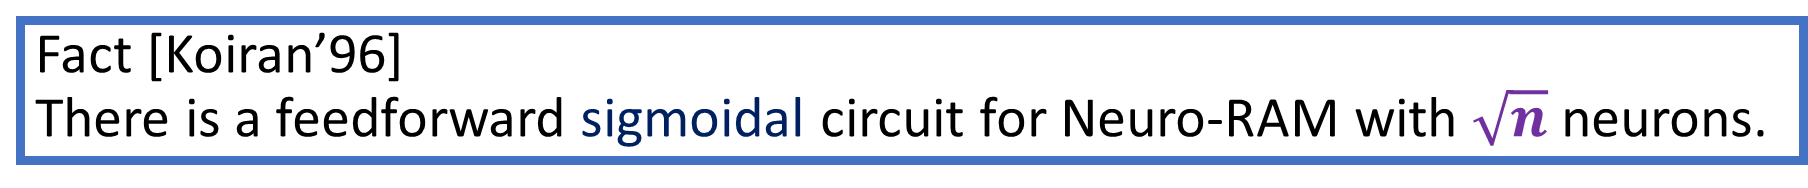 Fact [Koiran’96]
There is a feedforward sigmoidal circuit for Neuro-RAM with √n neurons.